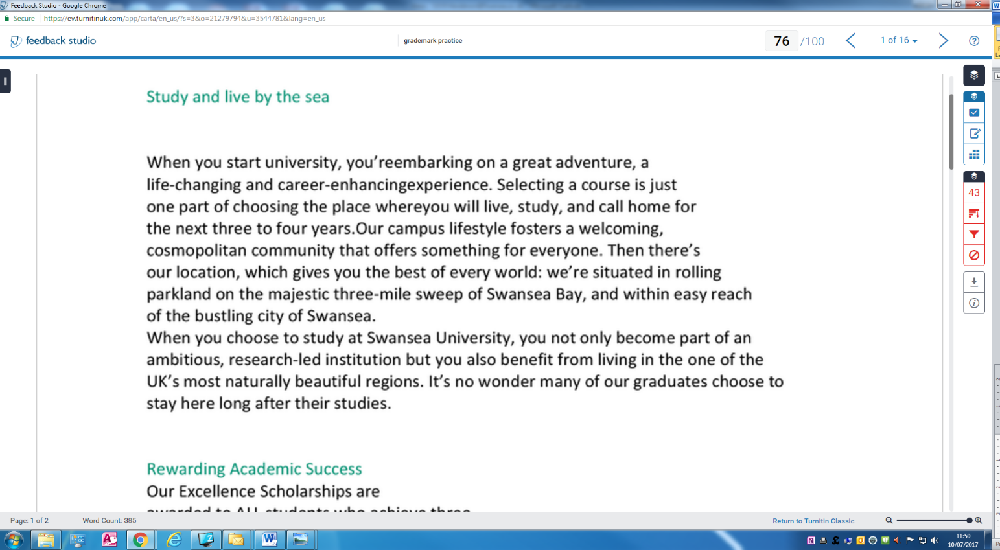 Feedback Studio - Google Chrome
Secure https://ev.turnitinuk.com/app/carta/en_us/?s=3&o=21279794&u=3544781&lang=en_us
feedback studio
grademark practice
76 /100
1 of 16
Study and live by the sea
When you start university, you’reembarking on a great adventure, a
life-changing and career-enhancingexperience. Selecting a course is just
one part of choosing the place whereyou will live, study, and call home for
the next three to four years.Our campus lifestyle fosters a welcoming,
cosmopolitan community that offers something for everyone. Then there’s
our location, which gives you the best of every world: we’re situated in rolling
parkland on the majestic three-mile sweep of Swansea Bay, and within easy reach
of the bustling city of Swansea.
When you choose to study at Swansea University, you not only become part of an
ambitious, research-led institution but you also benefit from living in the one of the
UK’s most naturally beautiful regions. It’s no wonder many of our graduates choose to
stay here long after their studies.
Rewarding Academic Success
Our Excellence Scholarships are
awarded to ALL students who achieve three
43
Page: 1 of 2
Word Count: 385
Return to Turnitin Classic
11:50
10/07/2017